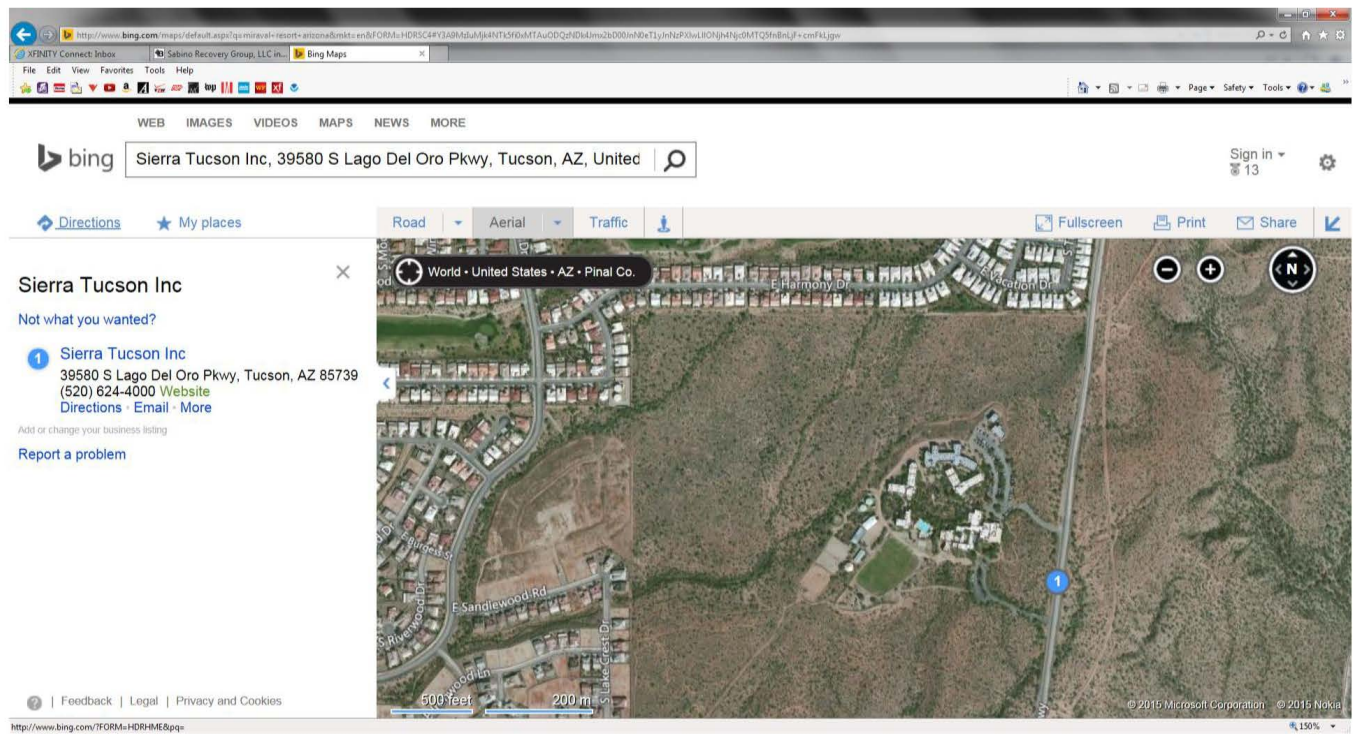 XFINITY Connect: Inbox
Sabino Recovery Group, LLC in...
Bing Maps
File Edit View Favorites Tools Help
Page Safety Tools
WEB IMAGES VIDEOS MAPS NEWS MORE
bing
Sierra Tucson Inc, 39580 S Lago Del Oro Pkwy, Tucson, AZ, United
Sign in
13
Directions My places
Road Aerial Traffic
Fullscreen Print Share
Sierra Tucson Inc
Not what you wanted?
1 Sierra Tucson Inc
39580 S Lago Del Oro Pkwy, Tucson, AZ 85739
(520) 624-4000 Website
Directions · Email · More
Add or change your business listing
Report a problem
World • United States • AZ • Pinal Co.
N
E Harmony Dr
E Vacation Dr
E Burgess St
E Sandlewood Rd
S Riverwood Dr
S Lake Crest Dr
1
500 feet 200 m
© 2015 Microsoft Corporation © 2015 Nokia
| Feedback | Legal | Privacy and Cookies
http://www.bing.com/?FORM=HDRHME&pq=
150%